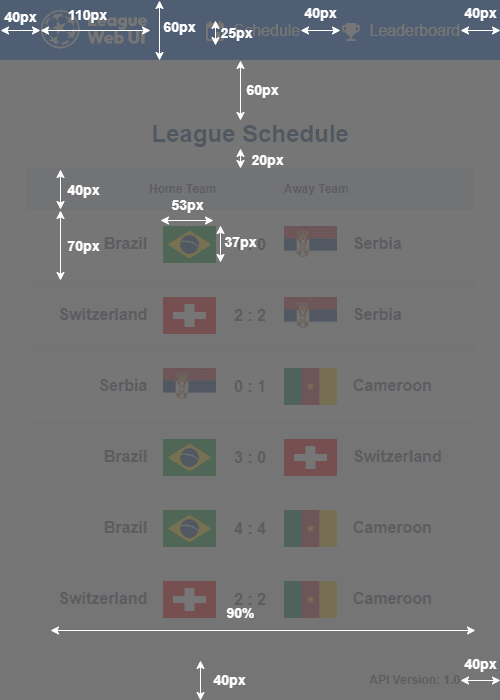 40px
110px
60px
25px
40px
40px
League
Web UI
Schedule
Leaderboard
60px
League Schedule
20px
40px
Home Team
Away Team
53px
70px
Brazil
37px
0
Serbia
Switzerland 2 : 2 Serbia
Serbia 0 : 1 Cameroon
Brazil 3 : 0 Switzerland
Brazil 4 : 4 Cameroon
Switzerland 2 : 2 Cameroon
90%
40px
API Version: 1.0
40px